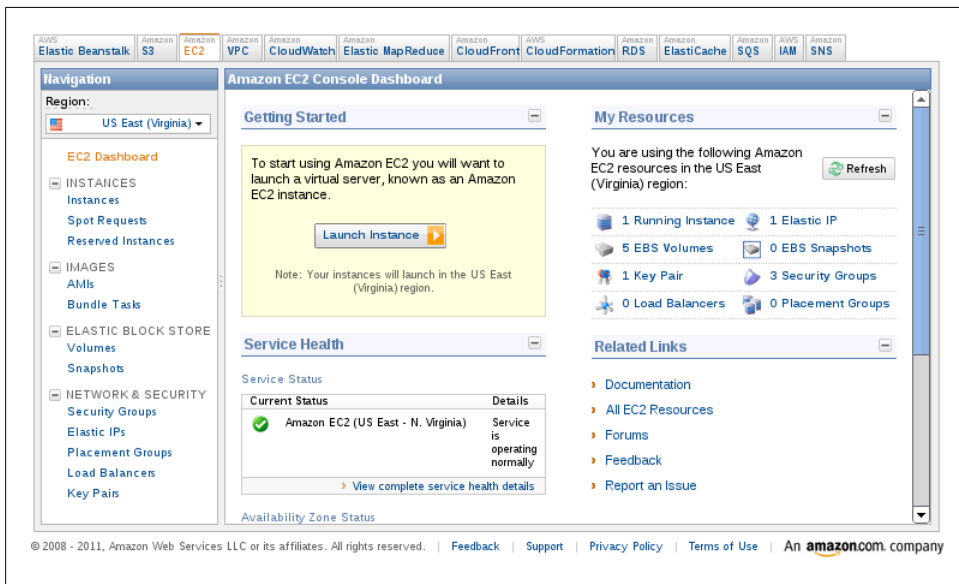 AWS Elastic Beanstalk
Amazon S3
Amazon EC2
Amazon VPC
Amazon CloudWatch
Amazon Elastic MapReduce
Amazon CloudFront
AWS CloudFormation
Amazon RDS
Amazon ElastiCache
Amazon SQS
AWS IAM
Amazon SNS
Navigation
Region:
US East (Virginia)
EC2 Dashboard
INSTANCES
Instances
Spot Requests
Reserved Instances
IMAGES
AMIs
Bundle Tasks
ELASTIC BLOCK STORE
Volumes
Snapshots
NETWORK & SECURITY
Security Groups
Elastic IPs
Placement Groups
Load Balancers
Key Pairs
Amazon EC2 Console Dashboard
Getting Started
To start using Amazon EC2 you will want to
launch a virtual server, known as an Amazon
EC2 instance.
Launch Instance
Note: Your instances will launch in the US East
(Virginia) region.
Service Health
Service Status
Current Status Details
Amazon EC2 (US East - N. Virginia) Service
is
operating
normally
View complete service health details
Availability Zone Status
My Resources
You are using the following Amazon
EC2 resources in the US East
(Virginia) region:
Refresh
1 Running Instance 1 Elastic IP
5 EBS Volumes 0 EBS Snapshots
1 Key Pair 3 Security Groups
0 Load Balancers 0 Placement Groups
Related Links
Documentation
All EC2 Resources
Forums
Feedback
Report an Issue
© 2008 - 2011, Amazon Web Services LLC or its affiliates. All rights reserved. | Feedback | Support | Privacy Policy | Terms of Use | An amazon.com. company